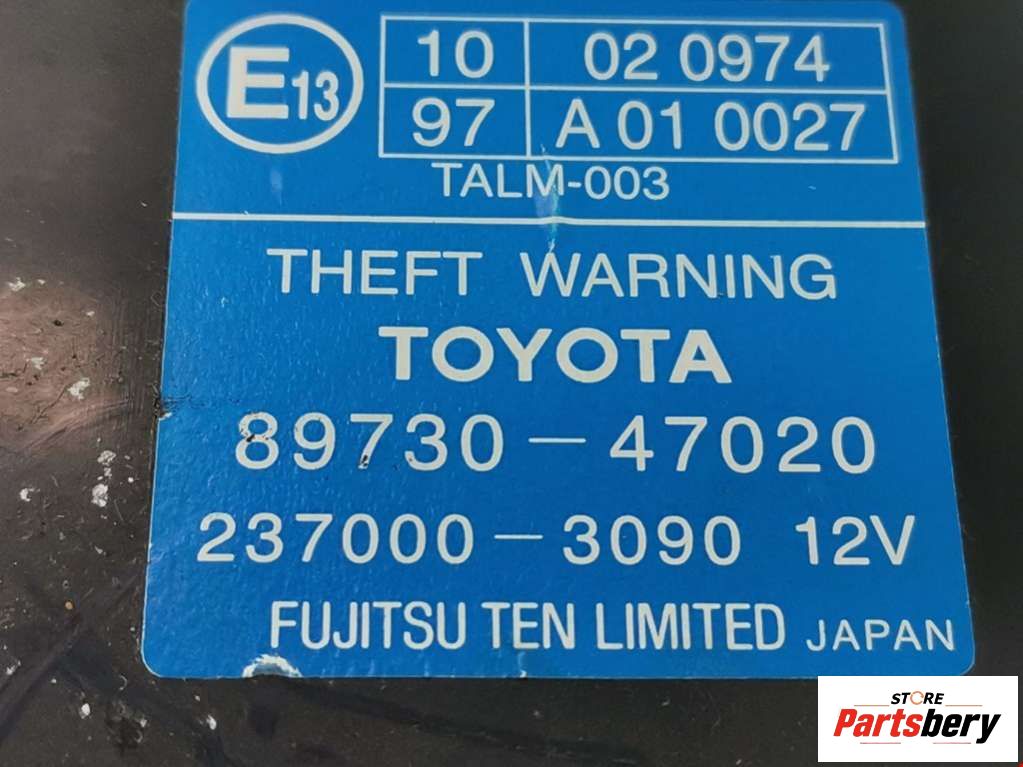 E13
10 02 0974
97 A 01 0027
TALM-003
THEFT WARNING
TOYOTA
89730-47020
237000-3090 12V
FUJITSU TEN LIMITED JAPAN
STORE
Partsbery